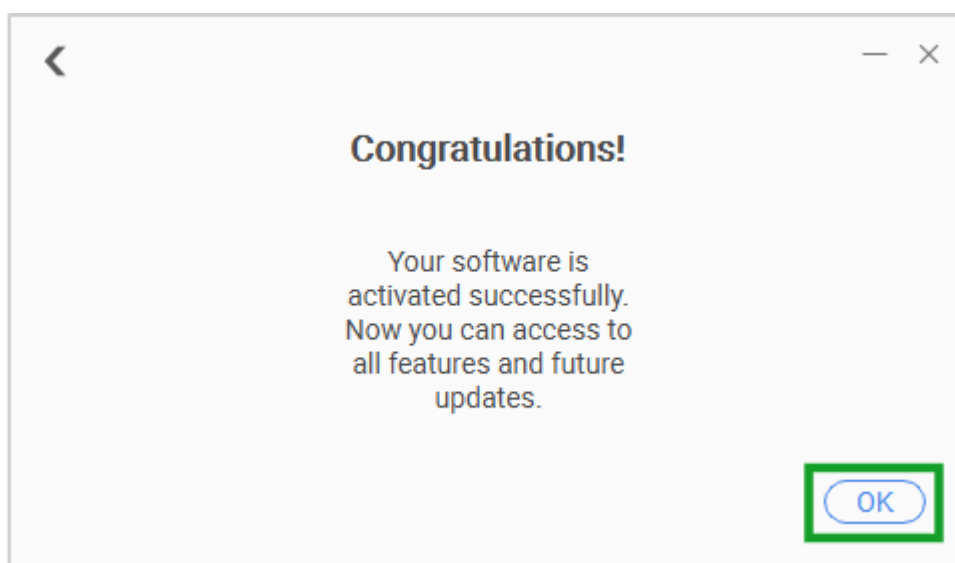 Congratulations!
Your software is
activated successfully.
Now you can access to
all features and future
updates.
OK